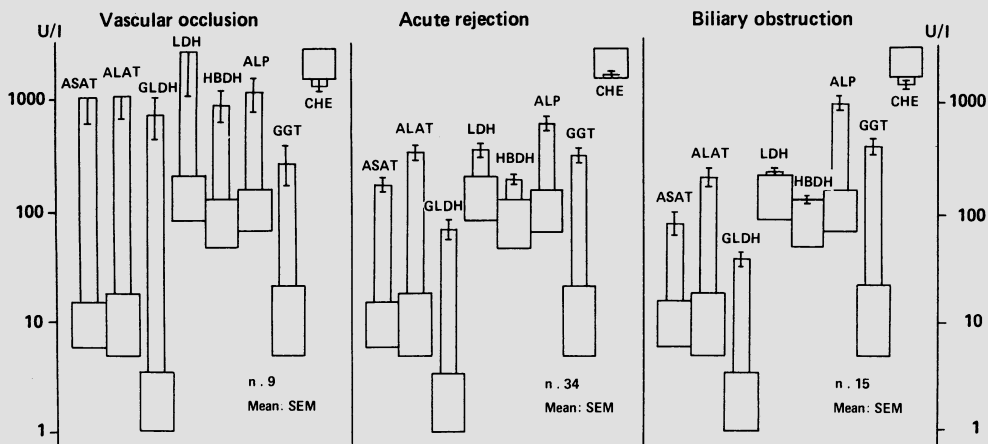 Vascular occlusion
Acute rejection
Biliary obstruction
U/I
U/I
LDH
ASAT
ALAT
GLDH
HBDH
ALP
CHE
GGT
ASAT
ALAT
GLDH
LDH
HBDH
ALP
GGT
CHE
ASAT
ALAT
GLDH
LDH
HBDH
ALP
GGT
CHE
1000
100
10
1
1000
100
10
1
n . 9
Mean: SEM
n . 34
Mean: SEM
n . 15
Mean: SEM